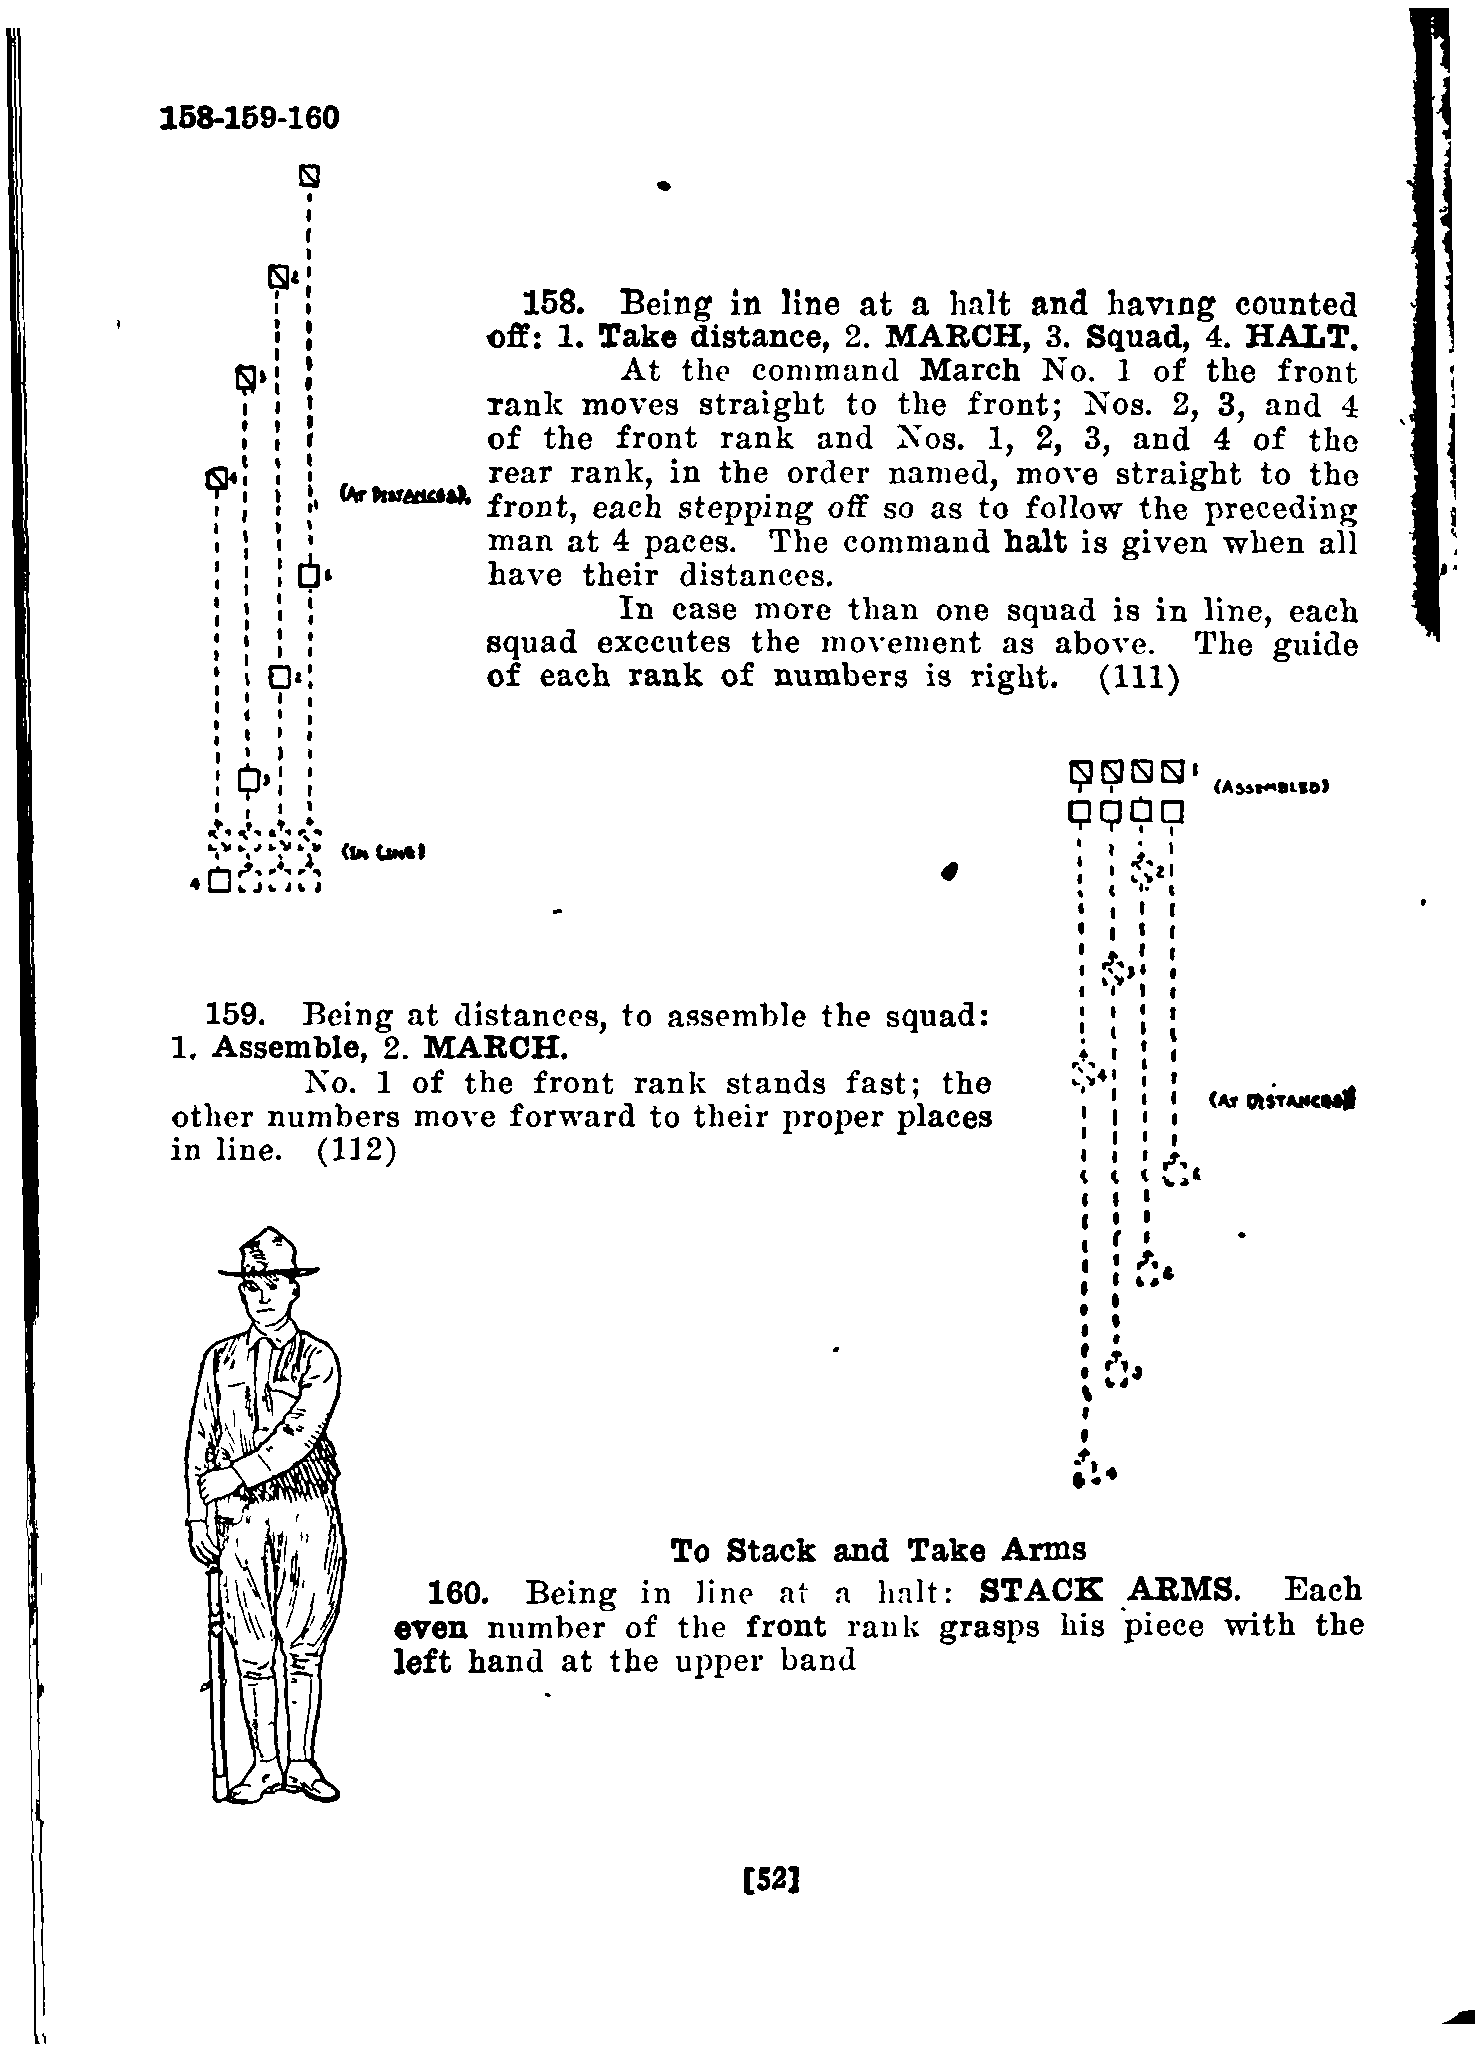 158-159-160
158. Being in line at a halt and having counted
off: 1. Take distance, 2. MARCH, 3. Squad, 4. HALT.
At the command March No. 1 of the front
rank moves straight to the front; Nos. 2, 3, and 4
of the front rank and Nos. 1, 2, 3, and 4 of the
rear rank, in the order named, move straight to the
(AT DISTANCES).
front, each stepping off so as to follow the preceding
man at 4 paces. The command halt is given when all
have their distances.
In case more than one squad is in line, each
squad executes the movement as above. The guide
of each rank of numbers is right. (111)
(IN LINE)
4
(ASSEMBLED)
159. Being at distances, to assemble the squad:
1. Assemble, 2. MARCH.
No. 1 of the front rank stands fast; the
other numbers move forward to their proper places
in line. (112)
(AT DISTANCES)
To Stack and Take Arms
160. Being in line at a halt: STACK ARMS. Each
even number of the front rank grasps his piece with the
left hand at the upper band
[52]